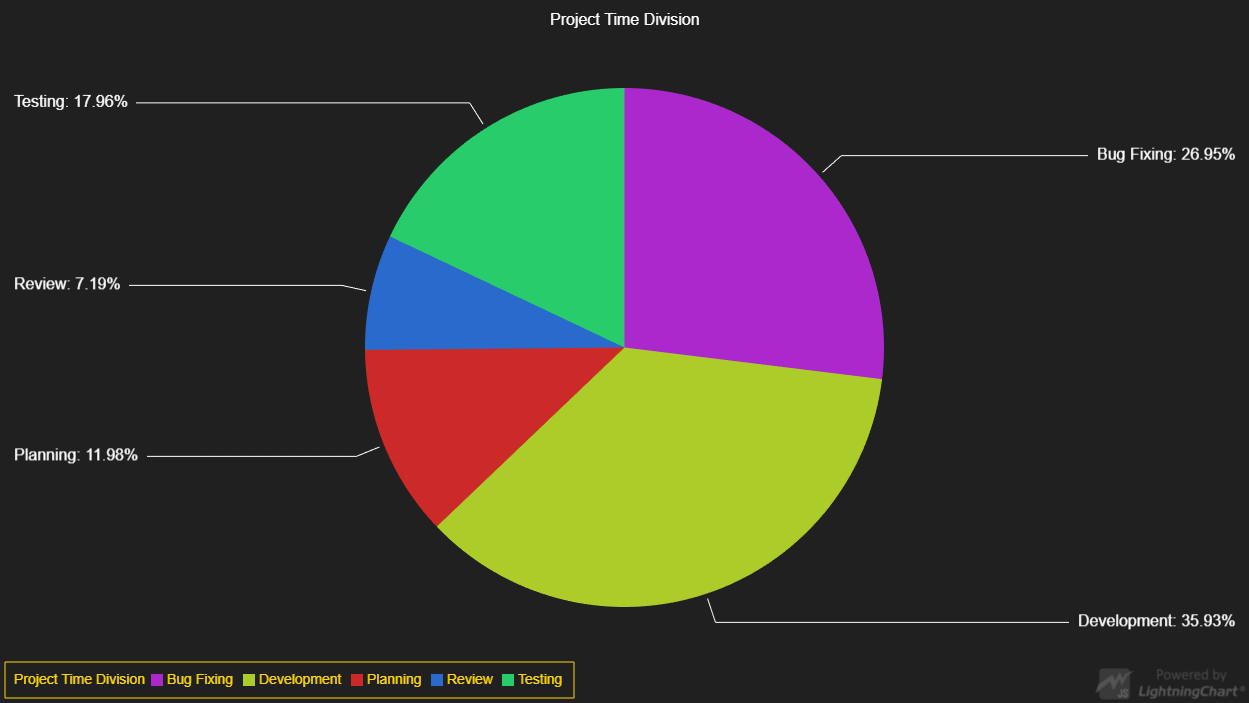 Project Time Division
Testing: 17.96%
Bug Fixing: 26.95%
Review: 7.19%
Planning: 11.98%
Development: 35.93%
Project Time Division Bug Fixing Development Planning Review Testing
Powered by
JS LightningChart®